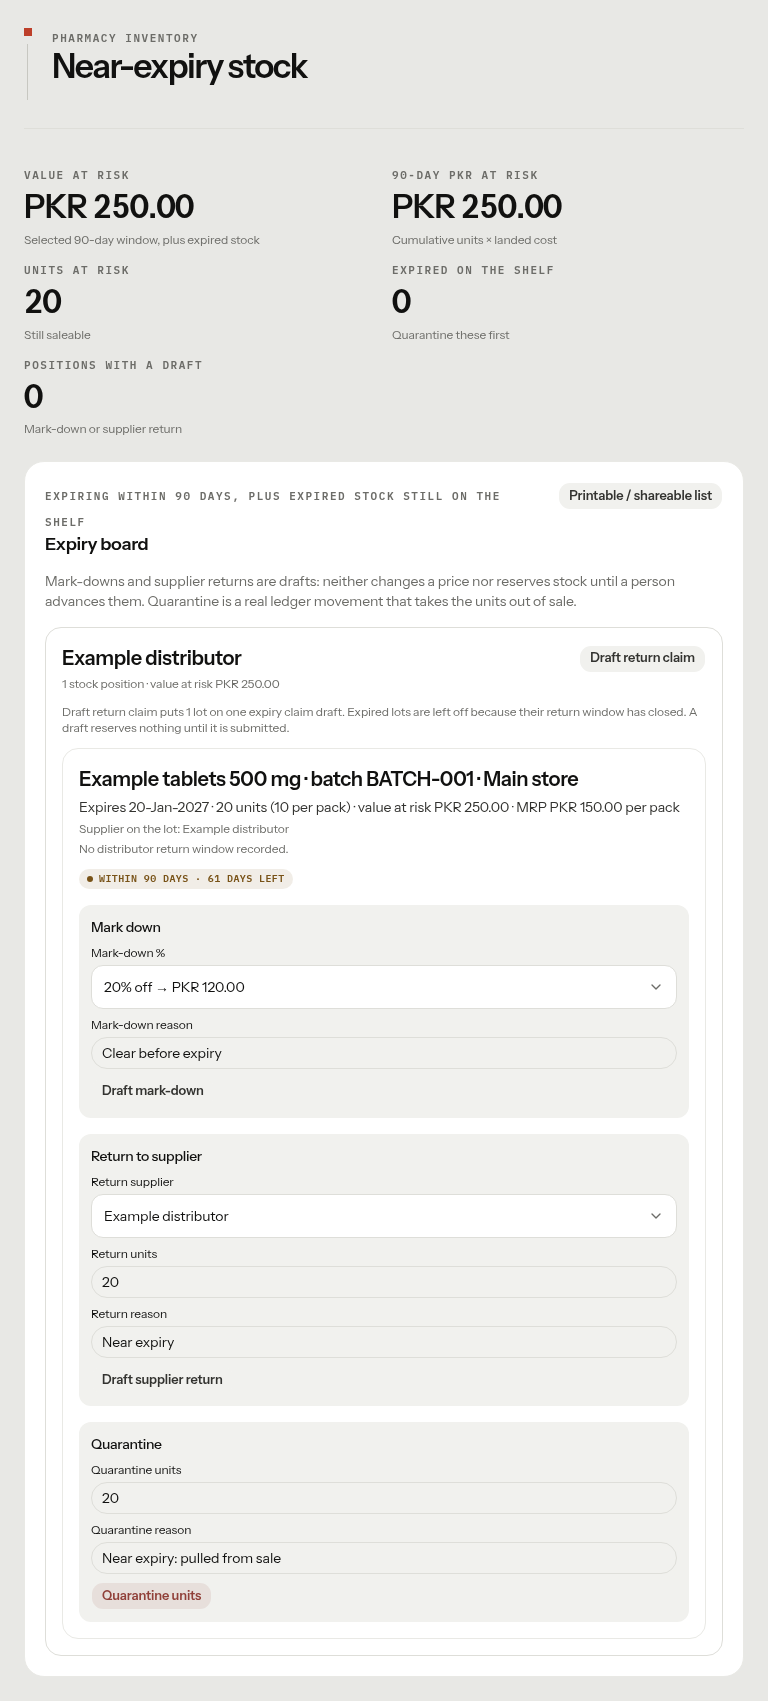 PHARMACY INVENTORY
Near-expiry stock
VALUE AT RISK
PKR 250.00
Selected 90-day window, plus expired stock
90-DAY PKR AT RISK
PKR 250.00
Cumulative units × landed cost
UNITS AT RISK
20
Still saleable
EXPIRED ON THE SHELF
0
Quarantine these first
POSITIONS WITH A DRAFT
0
Mark-down or supplier return
EXPIRING WITHIN 90 DAYS, PLUS EXPIRED STOCK STILL ON THE
SHELF
Printable / shareable list
Expiry board
Mark-downs and supplier returns are drafts: neither changes a price nor reserves stock until a person
advances them. Quarantine is a real ledger movement that takes the units out of sale.
Example distributor
Draft return claim
1 stock position · value at risk PKR 250.00
Draft return claim puts 1 lot on one expiry claim draft. Expired lots are left off because their return window has closed. A
draft reserves nothing until it is submitted.
Example tablets 500 mg · batch BATCH-001 · Main store
Expires 20-Jan-2027 · 20 units (10 per pack) · value at risk PKR 250.00 · MRP PKR 150.00 per pack
Supplier on the lot: Example distributor
No distributor return window recorded.
WITHIN 90 DAYS · 61 DAYS LEFT
Mark down
Mark-down %
20% off → PKR 120.00
Mark-down reason
Clear before expiry
Draft mark-down
Return to supplier
Return supplier
Example distributor
Return units
20
Return reason
Near expiry
Draft supplier return
Quarantine
Quarantine units
20
Quarantine reason
Near expiry: pulled from sale
Quarantine units